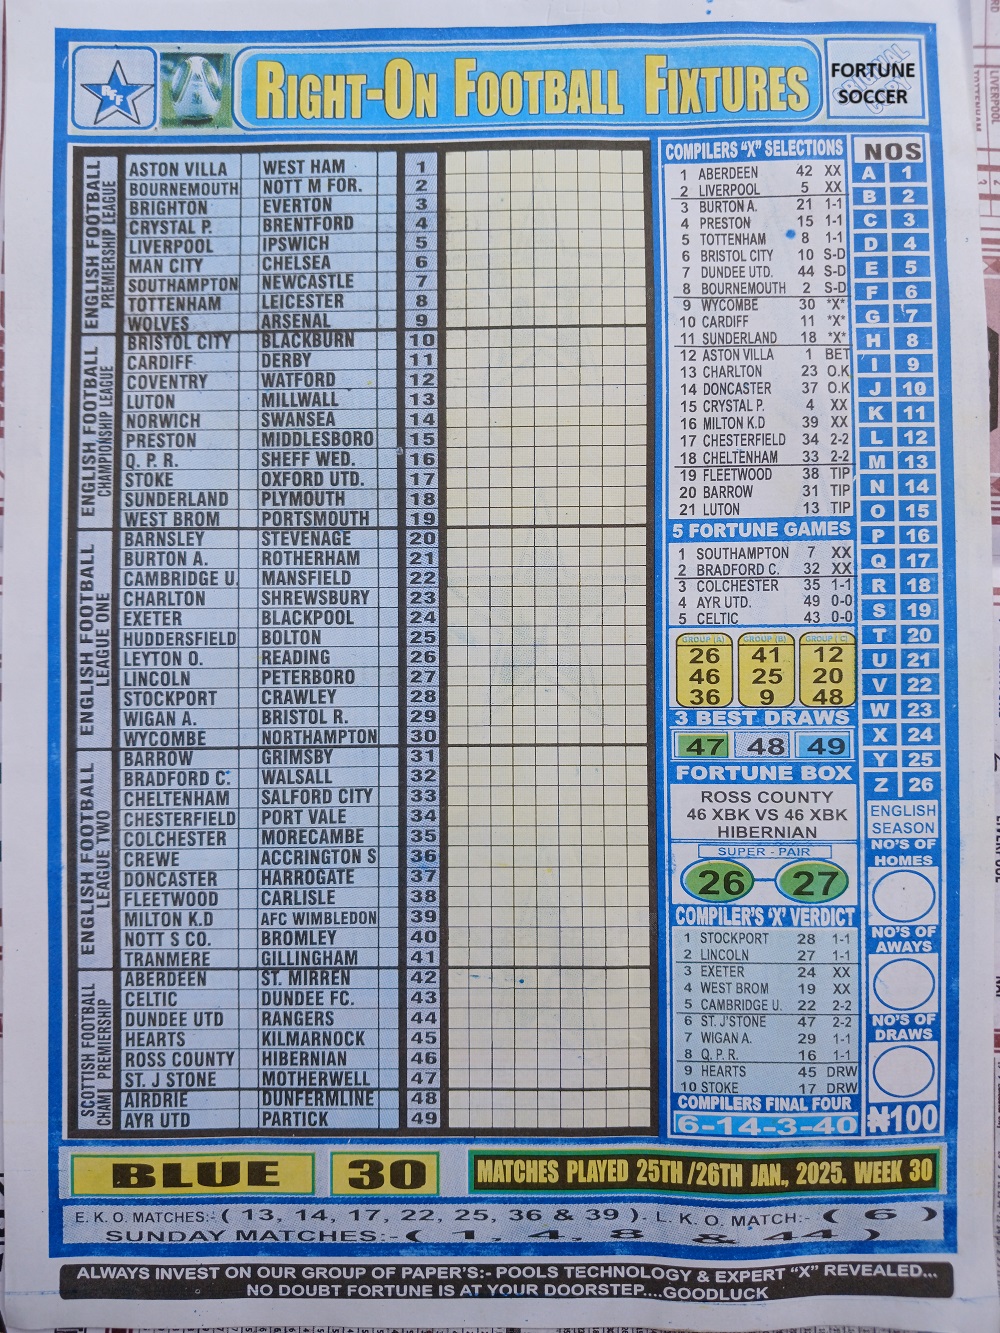 RFF
RIGHT-ON FOOTBALL FIXTURES
ORIGINAL COPY
FORTUNE
SOCCER
ENGLISH FOOTBALL
PREMIERSHIP LEAGUE
ASTON VILLA WEST HAM 1
BOURNEMOUTH NOTT M FOR. 2
BRIGHTON EVERTON 3
CRYSTAL P. BRENTFORD 4
LIVERPOOL IPSWICH 5
MAN CITY CHELSEA 6
SOUTHAMPTON NEWCASTLE 7
TOTTENHAM LEICESTER 8
WOLVES ARSENAL 9
ENGLISH FOOTBALL
CHAMPIONSHIP LEAGUE
BRISTOL CITY BLACKBURN 10
CARDIFF DERBY 11
COVENTRY WATFORD 12
LUTON MILLWALL 13
NORWICH SWANSEA 14
PRESTON MIDDLESBORO 15
Q. P. R. SHEFF WED. 16
STOKE OXFORD UTD. 17
SUNDERLAND PLYMOUTH 18
WEST BROM PORTSMOUTH 19
ENGLISH FOOTBALL
LEAGUE ONE
BARNSLEY STEVENAGE 20
BURTON A. ROTHERHAM 21
CAMBRIDGE U. MANSFIELD 22
CHARLTON SHREWSBURY 23
EXETER BLACKPOOL 24
HUDDERSFIELD BOLTON 25
LEYTON O. READING 26
LINCOLN PETERBORO 27
STOCKPORT CRAWLEY 28
WIGAN A. BRISTOL R. 29
WYCOMBE NORTHAMPTON 30
ENGLISH FOOTBALL
LEAGUE TWO
BARROW GRIMSBY 31
BRADFORD C. WALSALL 32
CHELTENHAM SALFORD CITY 33
CHESTERFIELD PORT VALE 34
COLCHESTER MORECAMBE 35
CREWE ACCRINGTON S 36
DONCASTER HARROGATE 37
FLEETWOOD CARLISLE 38
MILTON K.D AFC WIMBLEDON 39
NOTT S CO. BROMLEY 40
TRANMERE GILLINGHAM 41
SCOTTISH FOOTBALL
CHAMI PREMIERSHIP
ABERDEEN ST. MIRREN 42
CELTIC DUNDEE FC. 43
DUNDEE UTD RANGERS 44
HEARTS KILMARNOCK 45
ROSS COUNTY HIBERNIAN 46
ST. J STONE MOTHERWELL 47
AIRDRIE DUNFERMLINE 48
AYR UTD PARTICK 49
COMPILERS "X" SELECTIONS
1 ABERDEEN 42 XX
2 LIVERPOOL 5 XX
3 BURTON A. 21 1-1
4 PRESTON 15 1-1
5 TOTTENHAM 8 1-1
6 BRISTOL CITY 10 S-D
7 DUNDEE UTD. 44 S-D
8 BOURNEMOUTH 2 S-D
9 WYCOMBE 30 *X*
10 CARDIFF 11 *X*
11 SUNDERLAND 18 *X*
12 ASTON VILLA 1 BET
13 CHARLTON 23 O.K
14 DONCASTER 37 O.K
15 CRYSTAL P. 4 XX
16 MILTON K.D 39 XX
17 CHESTERFIELD 34 2-2
18 CHELTENHAM 33 2-2
19 FLEETWOOD 38 TIP
20 BARROW 31 TIP
21 LUTON 13 TIP
5 FORTUNE GAMES
1 SOUTHAMPTON 7 XX
2 BRADFORD C. 32 XX
3 COLCHESTER 35 1-1
4 AYR UTD. 49 0-0
5 CELTIC 43 0-0
GROUP (A) GROUP (B) GROUP (C)
26 41 12
46 25 20
36 9 48
3 BEST DRAWS
47 48 49
FORTUNE BOX
ROSS COUNTY
46 XBK VS 46 XBK
HIBERNIAN
SUPER - PAIR
26 27
COMPILER'S 'X' VERDICT
1 STOCKPORT 28 1-1
2 LINCOLN 27 1-1
3 EXETER 24 XX
4 WEST BROM 19 XX
5 CAMBRIDGE U. 22 2-2
6 ST. J'STONE 47 2-2
7 WIGAN A. 29 1-1
8 Q. P. R. 16 1-1
9 HEARTS 45 DRW
10 STOKE 17 DRW
COMPILERS FINAL FOUR
6-14-3-40
NOS
A 1
B 2
C 3
D 4
E 5
F 6
G 7
H 8
I 9
J 10
K 11
L 12
M 13
N 14
O 15
P 16
Q 17
R 18
S 19
T 20
U 21
V 22
W 23
X 24
Y 25
Z 26
ENGLISH
SEASON
NO'S OF
HOMES
NO'S OF
AWAYS
NO'S OF
DRAWS
₦100
BLUE 30 MATCHES PLAYED 25TH /26TH JAN., 2025. WEEK 30
E. K. O. MATCHES:- ( 13, 14, 17, 22, 25, 36 & 39 ). L. K. O. MATCH:- ( 6 )
SUNDAY MATCHES:- ( 1, 4, 8 & 44 )
ALWAYS INVEST ON OUR GROUP OF PAPER'S:- POOLS TECHNOLOGY & EXPERT "X" REVEALED...
NO DOUBT FORTUNE IS AT YOUR DOORSTEP....GOODLUCK
LIVERPOOL
TOTTENHAM